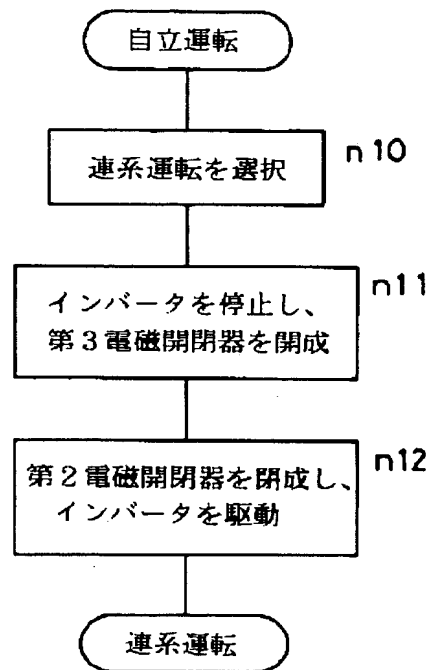 自立運転
連系運転を選択
n10
インバータを停止し、
第3電磁開閉器を開成
n11
第2電磁開閉器を閉成し、
インバータを駆動
n12
連系運転